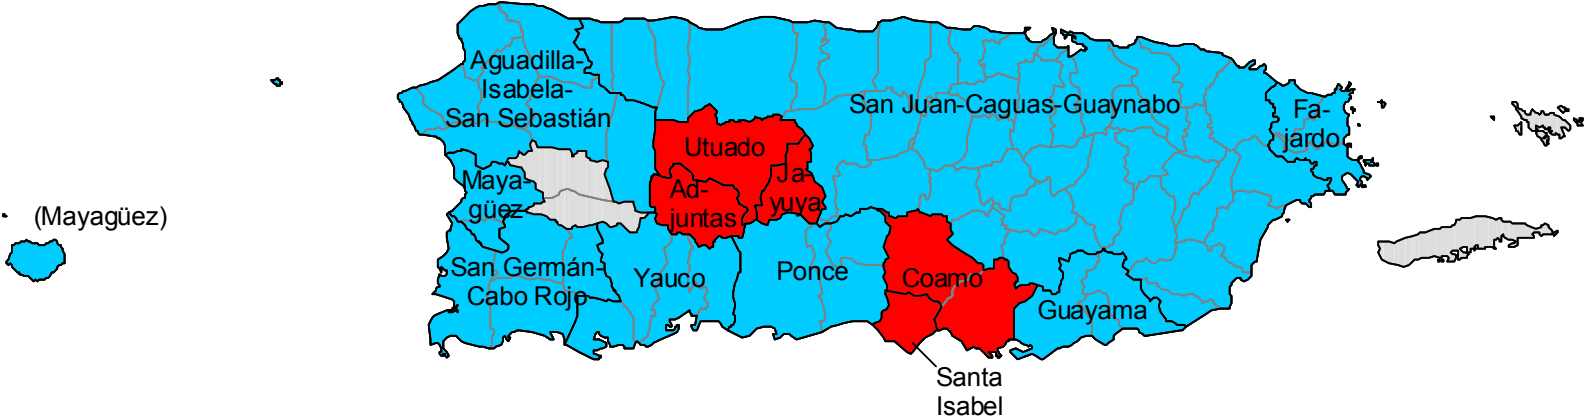 Aguadilla-
Isabela-
San Sebastián
San Juan-Caguas-Guaynabo
Fa-
jardo
Utuado
Ja-
yuya
Ad-
juntas
Maya-
güez
(Mayagüez)
San Germán-
Cabo Rojo
Yauco
Ponce
Coamo
Guayama
Santa
Isabel